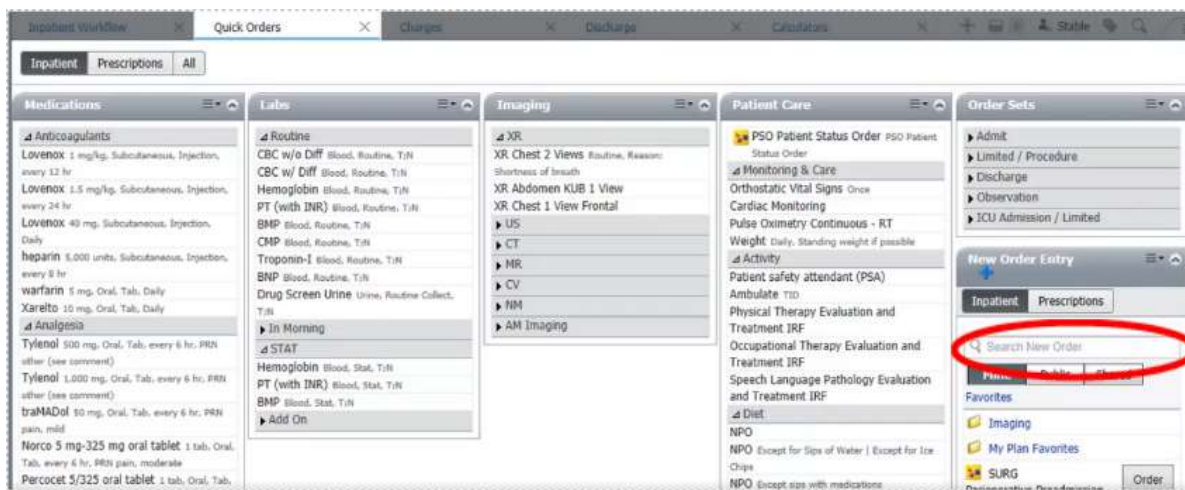 Inpatient Workflow
Quick Orders
Charges
Discharge
Calculators
Stable
Inpatient
Prescriptions
All
Medications
Anticoagulants
Lovenox 1 mg/kg, Subcutaneous, Injection,
every 12 hr
Lovenox 1.5 mg/kg, Subcutaneous, Injection,
every 24 hr
Lovenox 40 mg, Subcutaneous, Injection,
Daily
heparin 5,000 units, Subcutaneous, Injection,
every 8 hr
warfarin 5 mg, Oral, Tab, Daily
Xarelto 10 mg, Oral, Tab, Daily
Analgesia
Tylenol 500 mg, Oral, Tab, every 6 hr, PRN
other (see comment)
Tylenol 1,000 mg, Oral, Tab, every 6 hr, PRN
other (see comment)
traMADol 50 mg, Oral, Tab, every 6 hr, PRN
pain, mild
Norco 5 mg-325 mg oral tablet 1 tab, Oral,
Tab, every 6 hr, PRN pain, moderate
Percocet 5/325 oral tablet 1 tab, Oral, Tab,
Labs
Routine
CBC w/o Diff Blood, Routine, T;N
CBC w/ Diff Blood, Routine, T;N
Hemoglobin Blood, Routine, T;N
PT (with INR) Blood, Routine, T;N
BMP Blood, Routine, T;N
CMP Blood, Routine, T;N
Troponin-I Blood, Routine, T;N
BNP Blood, Routine, T;N
Drug Screen Urine Urine, Routine Collect,
T;N
In Morning
STAT
Hemoglobin Blood, Stat, T;N
PT (with INR) Blood, Stat, T;N
BMP Blood, Stat, T;N
Add On
Imaging
XR
XR Chest 2 Views Routine, Reason:
Shortness of breath
XR Abdomen KUB 1 View
XR Chest 1 View Frontal
US
CT
MR
CV
NM
AM Imaging
Patient Care
PSO Patient Status Order PSO Patient
Status Order
Monitoring & Care
Orthostatic Vital Signs Once
Cardiac Monitoring
Pulse Oximetry Continuous - RT
Weight Daily, Standing weight if possible
Activity
Patient safety attendant (PSA)
Ambulate TID
Physical Therapy Evaluation and
Treatment IRF
Occupational Therapy Evaluation and
Treatment IRF
Speech Language Pathology Evaluation
and Treatment IRF
Diet
NPO
NPO Except for Sips of Water | Except for Ice
Chips
NPO Except sips with medications
Order Sets
Admit
Limited / Procedure
Discharge
Observation
ICU Admission / Limited
New Order Entry
Inpatient
Prescriptions
Search New Order
Mine
Public
Shared
Favorites
Imaging
My Plan Favorites
SURG
Order